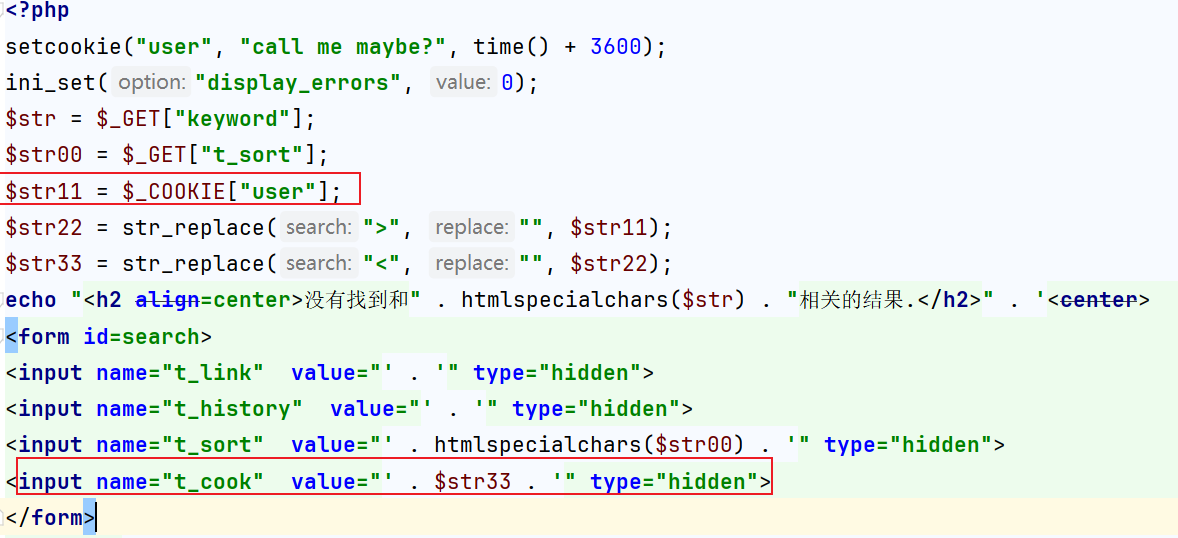 <?php
setcookie("user", "call me maybe?", time() + 3600);
ini_set( option: "display_errors", value: 0);
$str = $_GET["keyword"];
$str00 = $_GET["t_sort"];
$str11 = $_COOKIE["user"];
$str22 = str_replace( search: ">", replace: "", $str11);
$str33 = str_replace( search: "<", replace: "", $str22);
echo "<h2 align=center>没有找到和" . htmlspecialchars($str) . "相关的结果.</h2>" . '<center>
<form id=search>
<input name="t_link"  value="' . '" type="hidden">
<input name="t_history"  value="' . '" type="hidden">
<input name="t_sort"  value="' . htmlspecialchars($str00) . '" type="hidden">
<input name="t_cook"  value="' . $str33 . '" type="hidden">
</form>